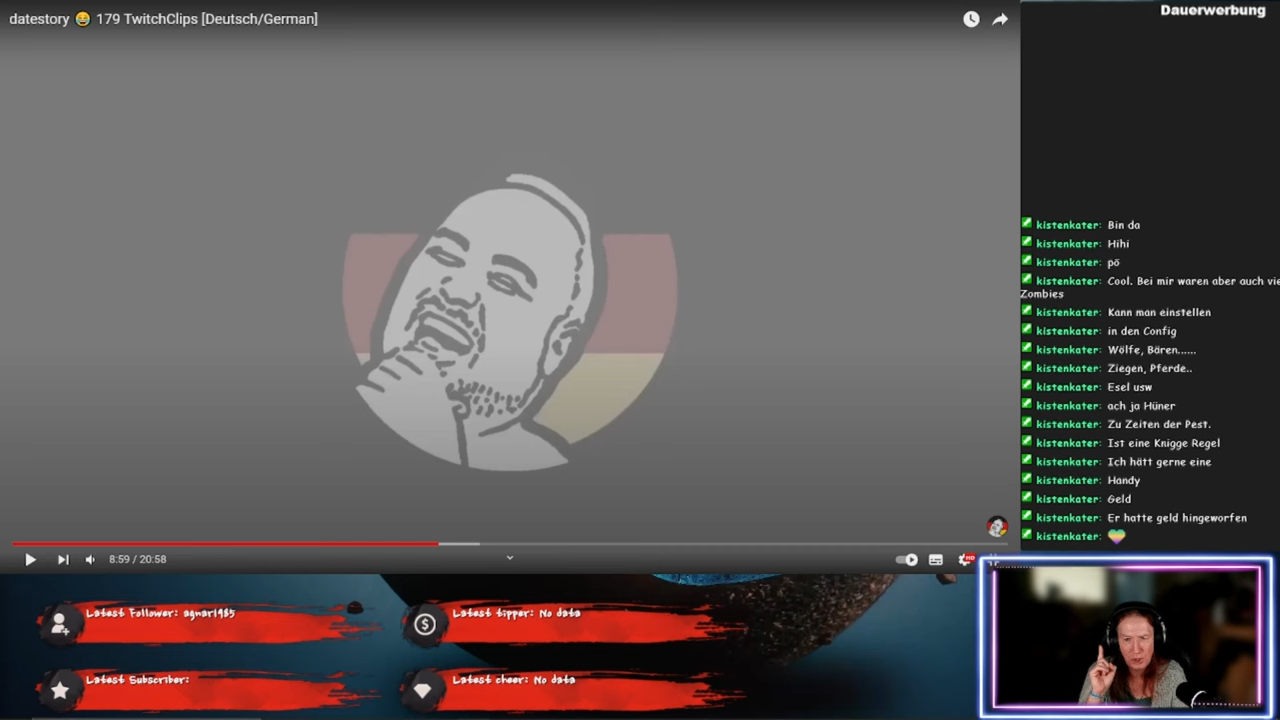 datestory 😂 179 TwitchClips [Deutsch/German]
Dauerwerbung
kistenkater: Bin da
kistenkater: Hihi
kistenkater: pö
kistenkater: Cool. Bei mir waren aber auch vie
Zombies
kistenkater: Kann man einstellen
kistenkater: in den Config
kistenkater: Wölfe, Bären......
kistenkater: Ziegen, Pferde..
kistenkater: Esel usw
kistenkater: ach ja Hüner
kistenkater: Zu Zeiten der Pest.
kistenkater: Ist eine Knigge Regel
kistenkater: Ich hätt gerne eine
kistenkater: Handy
kistenkater: Geld
kistenkater: Er hatte geld hingeworfen
kistenkater:
8:59 / 20:58
HD
Latest Follower: agnar1985
Latest tipper: No data
Latest Subscriber:
Latest cheer: No data